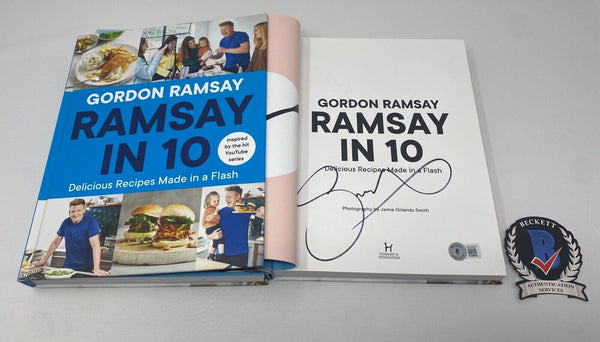 GORDON RAMSAY
RAMSAY
IN 10
inspired
by the hit
YouTube
series
Delicious Recipes Made in a Flash
GORDON RAMSAY
RAMSAY
IN 10
Delicious Recipes Made in a Flash
Photography by Jamie Orlando Smith
H
HODDER &
STOUGHTON
BECKETT
B
AUTHENTICATION
SERVICES